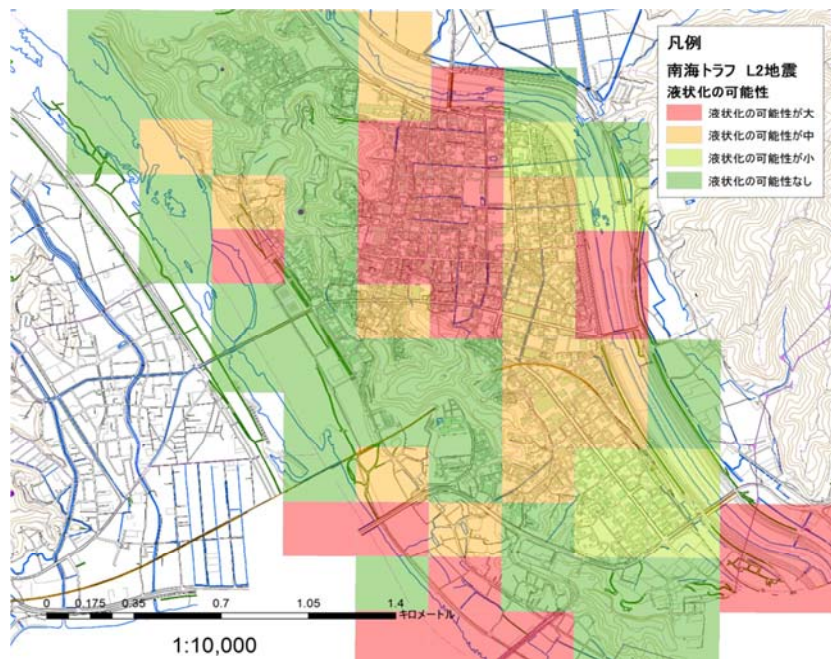 凡例
南海トラフ L2地震
液状化の可能性
液状化の可能性が大
液状化の可能性が中
液状化の可能性が小
液状化の可能性なし
0 0.175 0.35 0.7 1.05 1.4
キロメートル
1:10,000